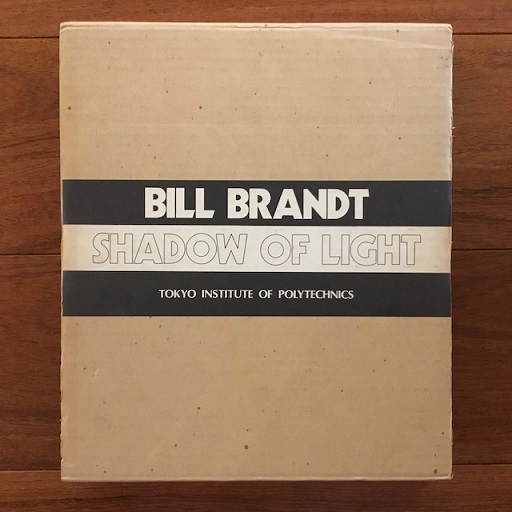 BILL BRANDT
SHADOW OF LIGHT
TOKYO INSTITUTE OF POLYTECHNICS